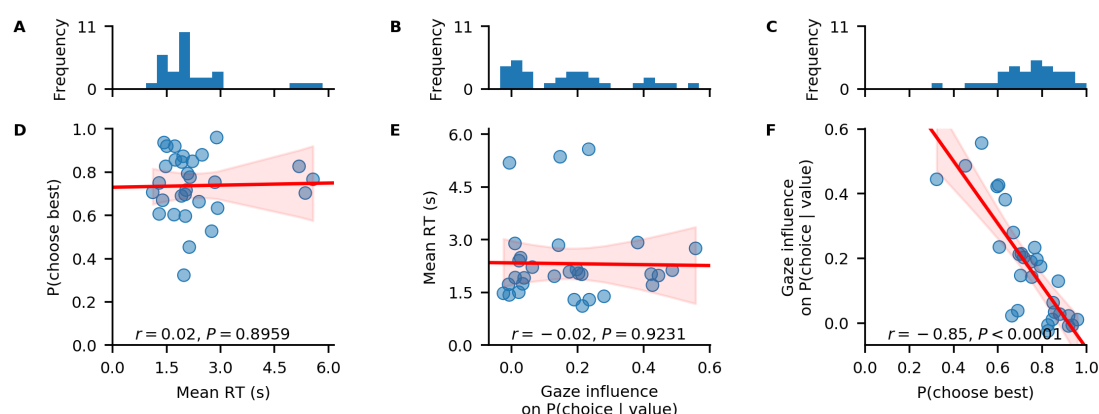 A
Frequency
11
0
B
Frequency
11
0
C
Frequency
11
0
D
P(choose best)
1.0
0.8
0.6
0.4
0.2
0.0
r = 0.02, P = 0.8959
0.0 1.5 3.0 4.5 6.0
Mean RT (s)
E
Mean RT (s)
6.0
4.5
3.0
1.5
0.0
r = −0.02, P = 0.9231
0.0 0.2 0.4 0.6
Gaze influence
on P(choice | value)
F
Gaze influence
on P(choose | value)
0.6
0.4
0.2
0.0
r = −0.85, P < 0.0001
0.0 0.2 0.4 0.6 0.8 1.0
P(choose best)